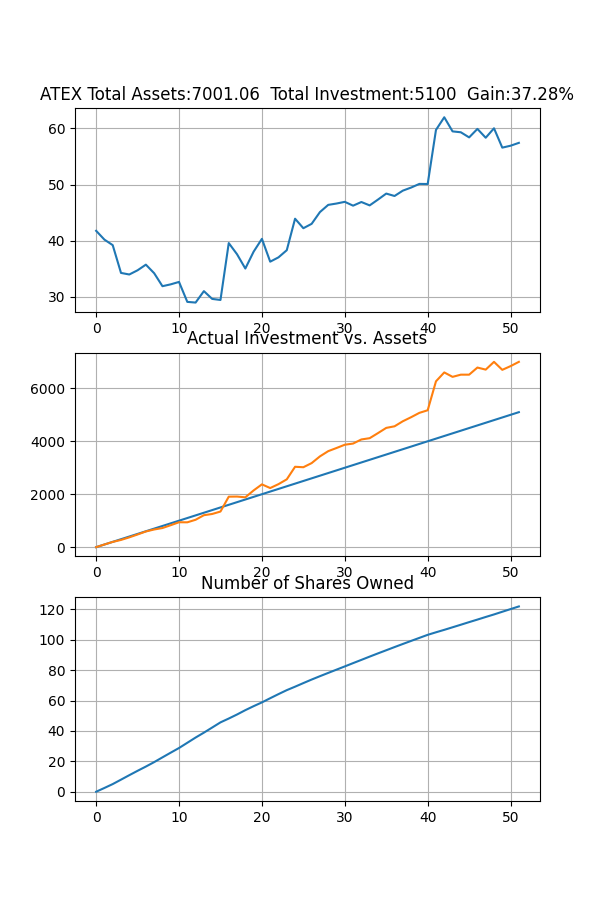 ATEX Total Assets:7001.06  Total Investment:5100  Gain:37.28%
60
50
40
30
0 10 20 30 40 50
Actual Investment vs. Assets
6000
4000
2000
0
0 10 20 30 40 50
Number of Shares Owned
120
100
80
60
40
20
0
0 10 20 30 40 50